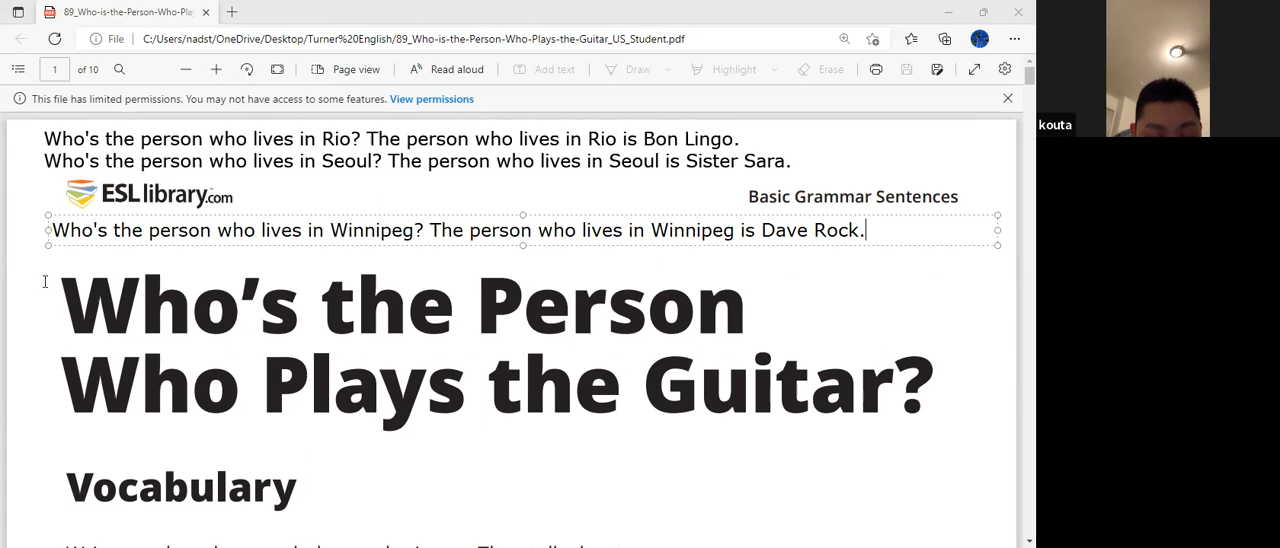 89_Who-is-the-Person-Who-Pla
File
C:/Users/nadst/OneDrive/Desktop/Turner%20English/89_Who-is-the-Person-Who-Plays-the-Guitar_US_Student.pdf
1 of 10
Page view
Read aloud
Add text
Draw
Highlight
Erase
This file has limited permissions. You may not have access to some features. View permissions
Who's the person who lives in Rio? The person who lives in Rio is Bon Lingo.
Who's the person who lives in Seoul? The person who lives in Seoul is Sister Sara.
ESLlibrary.com
Basic Grammar Sentences
Who's the person who lives in Winnipeg? The person who lives in Winnipeg is Dave Rock.
Who's the Person
Who Plays the Guitar?
Vocabulary
kouta